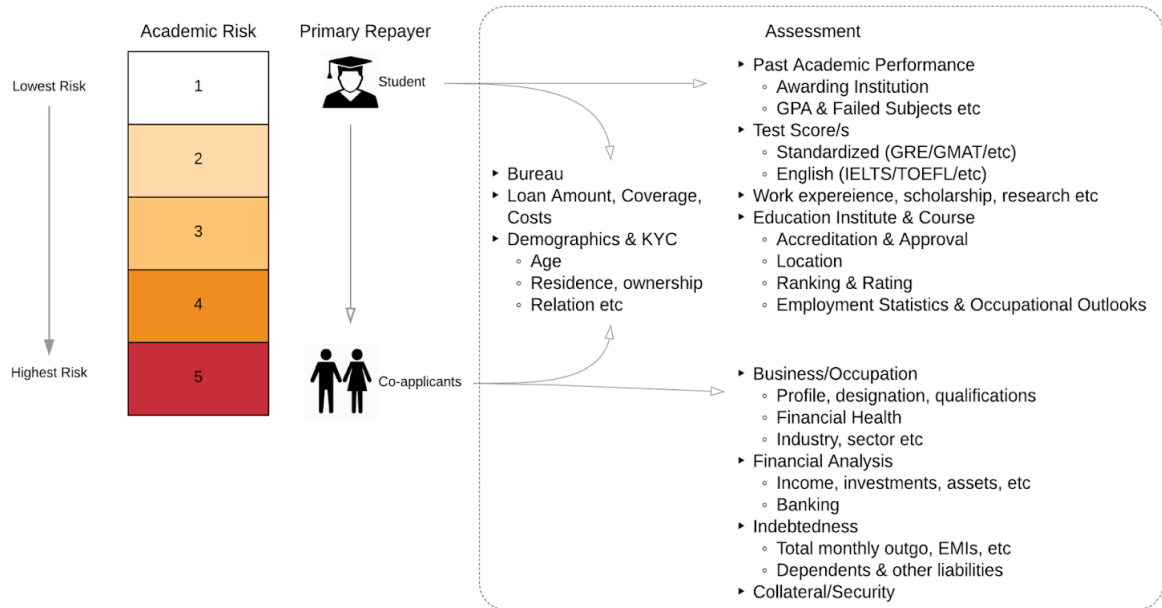 Academic Risk
Primary Repayer
Assessment
Lowest Risk
Highest Risk
1
2
3
4
5
Student
Co-applicants
▸ Bureau
▸ Loan Amount, Coverage,
Costs
▸ Demographics & KYC
∘ Age
∘ Residence, ownership
∘ Relation etc
▸ Past Academic Performance
∘ Awarding Institution
∘ GPA & Failed Subjects etc
▸ Test Score/s
∘ Standardized (GRE/GMAT/etc)
∘ English (IELTS/TOEFL/etc)
▸ Work expereience, scholarship, research etc
▸ Education Institute & Course
∘ Accreditation & Approval
∘ Location
∘ Ranking & Rating
∘ Employment Statistics & Occupational Outlooks
▸ Business/Occupation
∘ Profile, designation, qualifications
∘ Financial Health
∘ Industry, sector etc
▸ Financial Analysis
∘ Income, investments, assets, etc
∘ Banking
▸ Indebtedness
∘ Total monthly outgo, EMIs, etc
∘ Dependents & other liabilities
▸ Collateral/Security